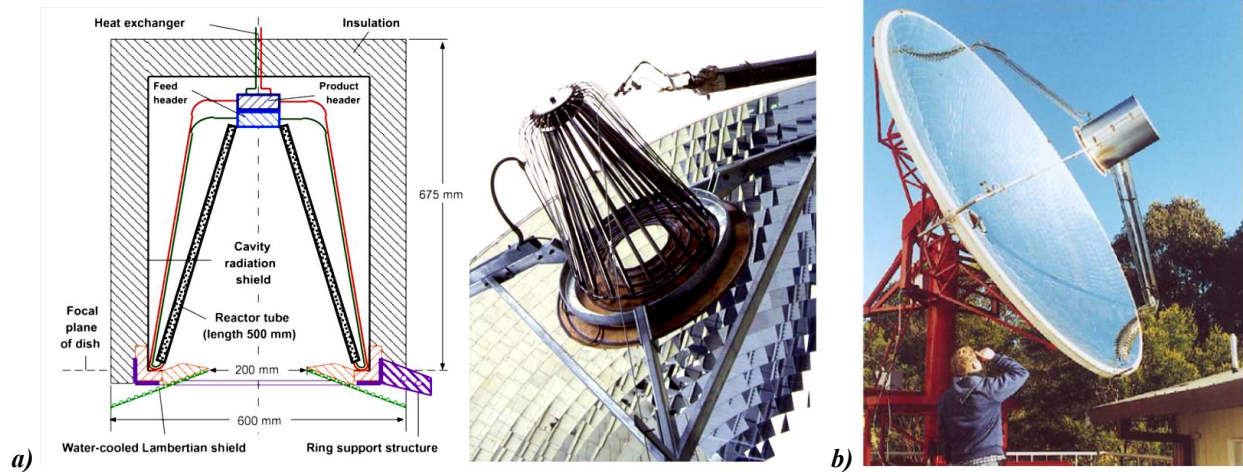 Heat exchanger
Insulation
Feed
header
Product
header
675 mm
Cavity
radiation
shield
Focal
plane
of dish
Reactor tube
(length 500 mm)
200 mm
600 mm
Water-cooled Lambertian shield
Ring support structure
a)
b)